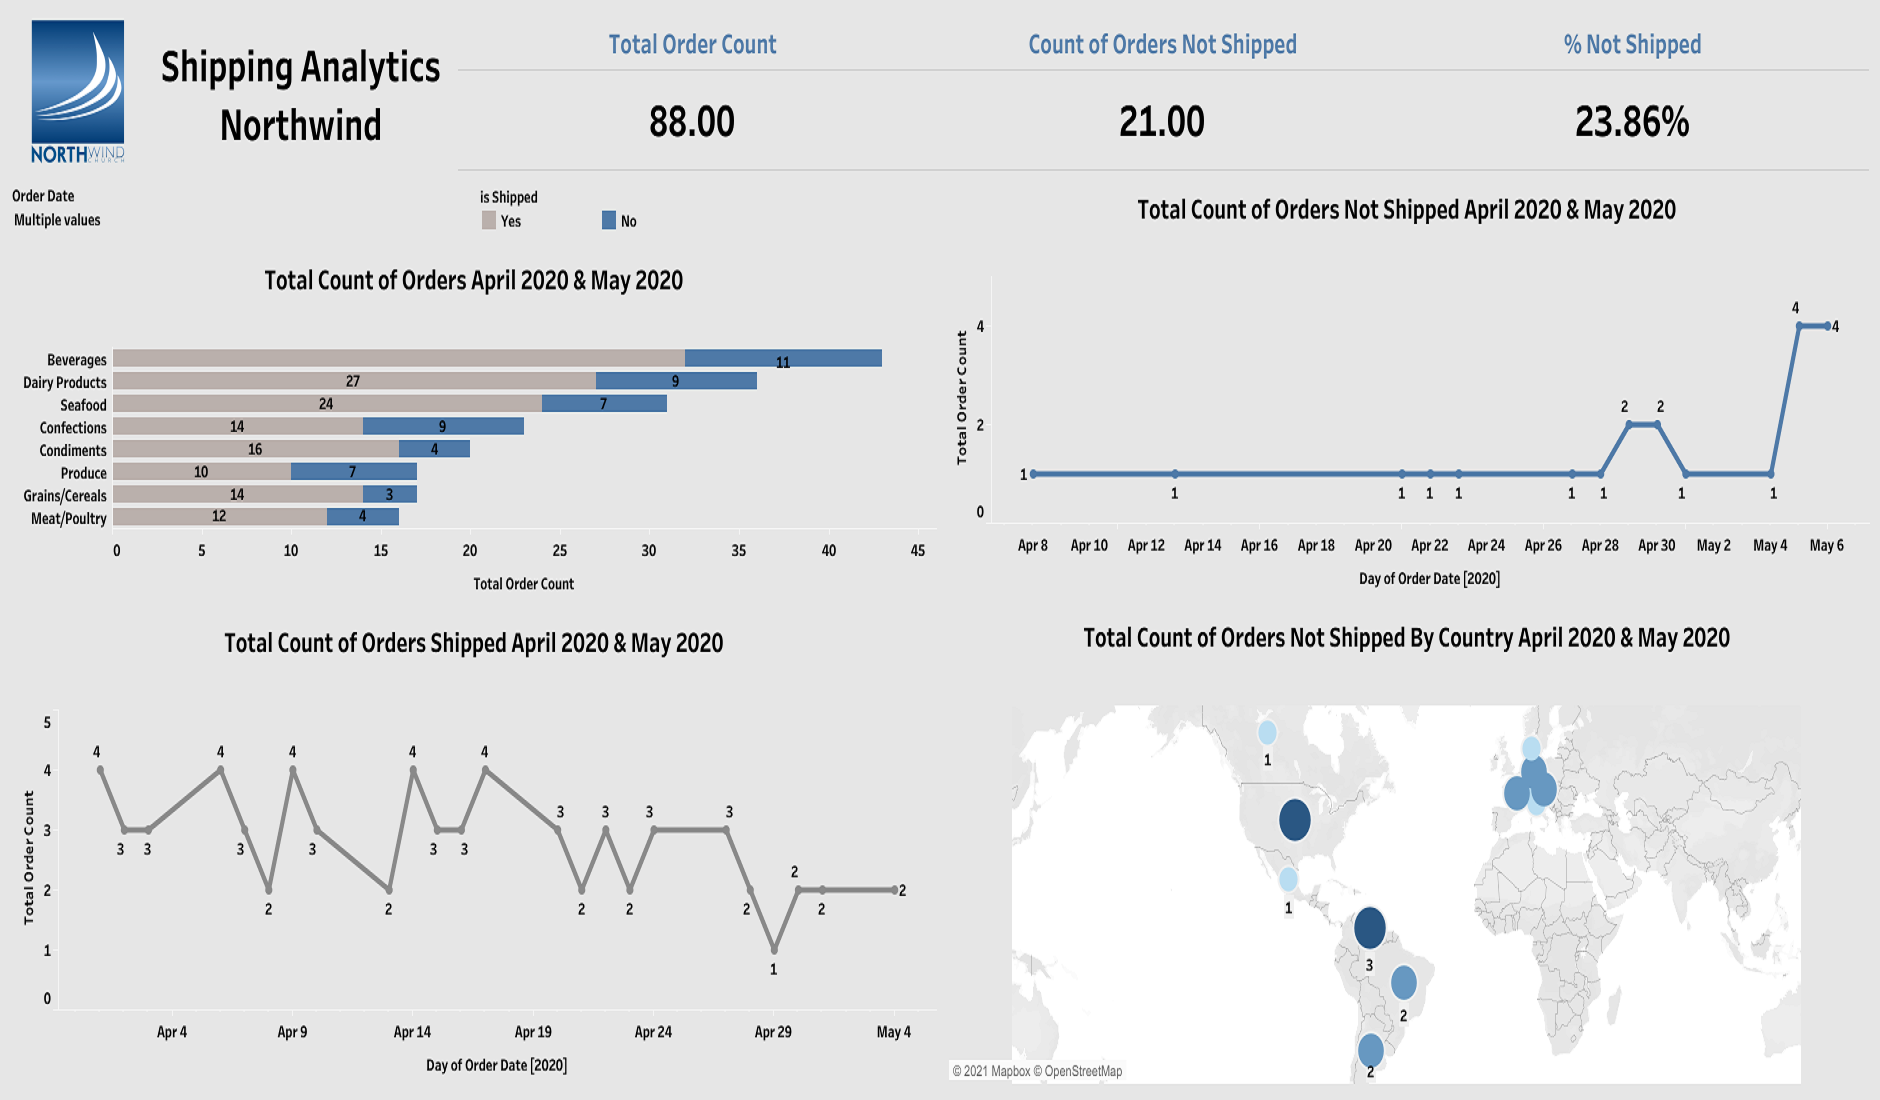 NORTHWIND
CHURCH
Shipping Analytics
Northwind
Total Order Count
Count of Orders Not Shipped
% Not Shipped
88.00
21.00
23.86%
Order Date
Multiple values
is Shipped
Yes
No
Total Count of Orders April 2020 & May 2020
Beverages
11
Dairy Products
27
9
Seafood
24
7
Confections
14
9
Condiments
16
4
Produce
10
7
Grains/Cereals
14
3
Meat/Poultry
12
4
0 5 10 15 20 25 30 35 40 45
Total Order Count
Total Count of Orders Not Shipped April 2020 & May 2020
Total Order Count
4
2
0
1 1 1 1 1 1 1 2 2 1 1 4 4
Apr 8 Apr 10 Apr 12 Apr 14 Apr 16 Apr 18 Apr 20 Apr 22 Apr 24 Apr 26 Apr 28 Apr 30 May 2 May 4 May 6
Day of Order Date [2020]
Total Count of Orders Shipped April 2020 & May 2020
Total Order Count
5
4
3
2
1
0
4 3 3 4 3 2 4 3 2 4 3 3 4 3 2 3 2 3 3 2 1 2 2 2
Apr 4 Apr 9 Apr 14 Apr 19 Apr 24 Apr 29 May 4
Day of Order Date [2020]
Total Count of Orders Not Shipped By Country April 2020 & May 2020
1
1
3
2
2
© 2021 Mapbox © OpenStreetMap